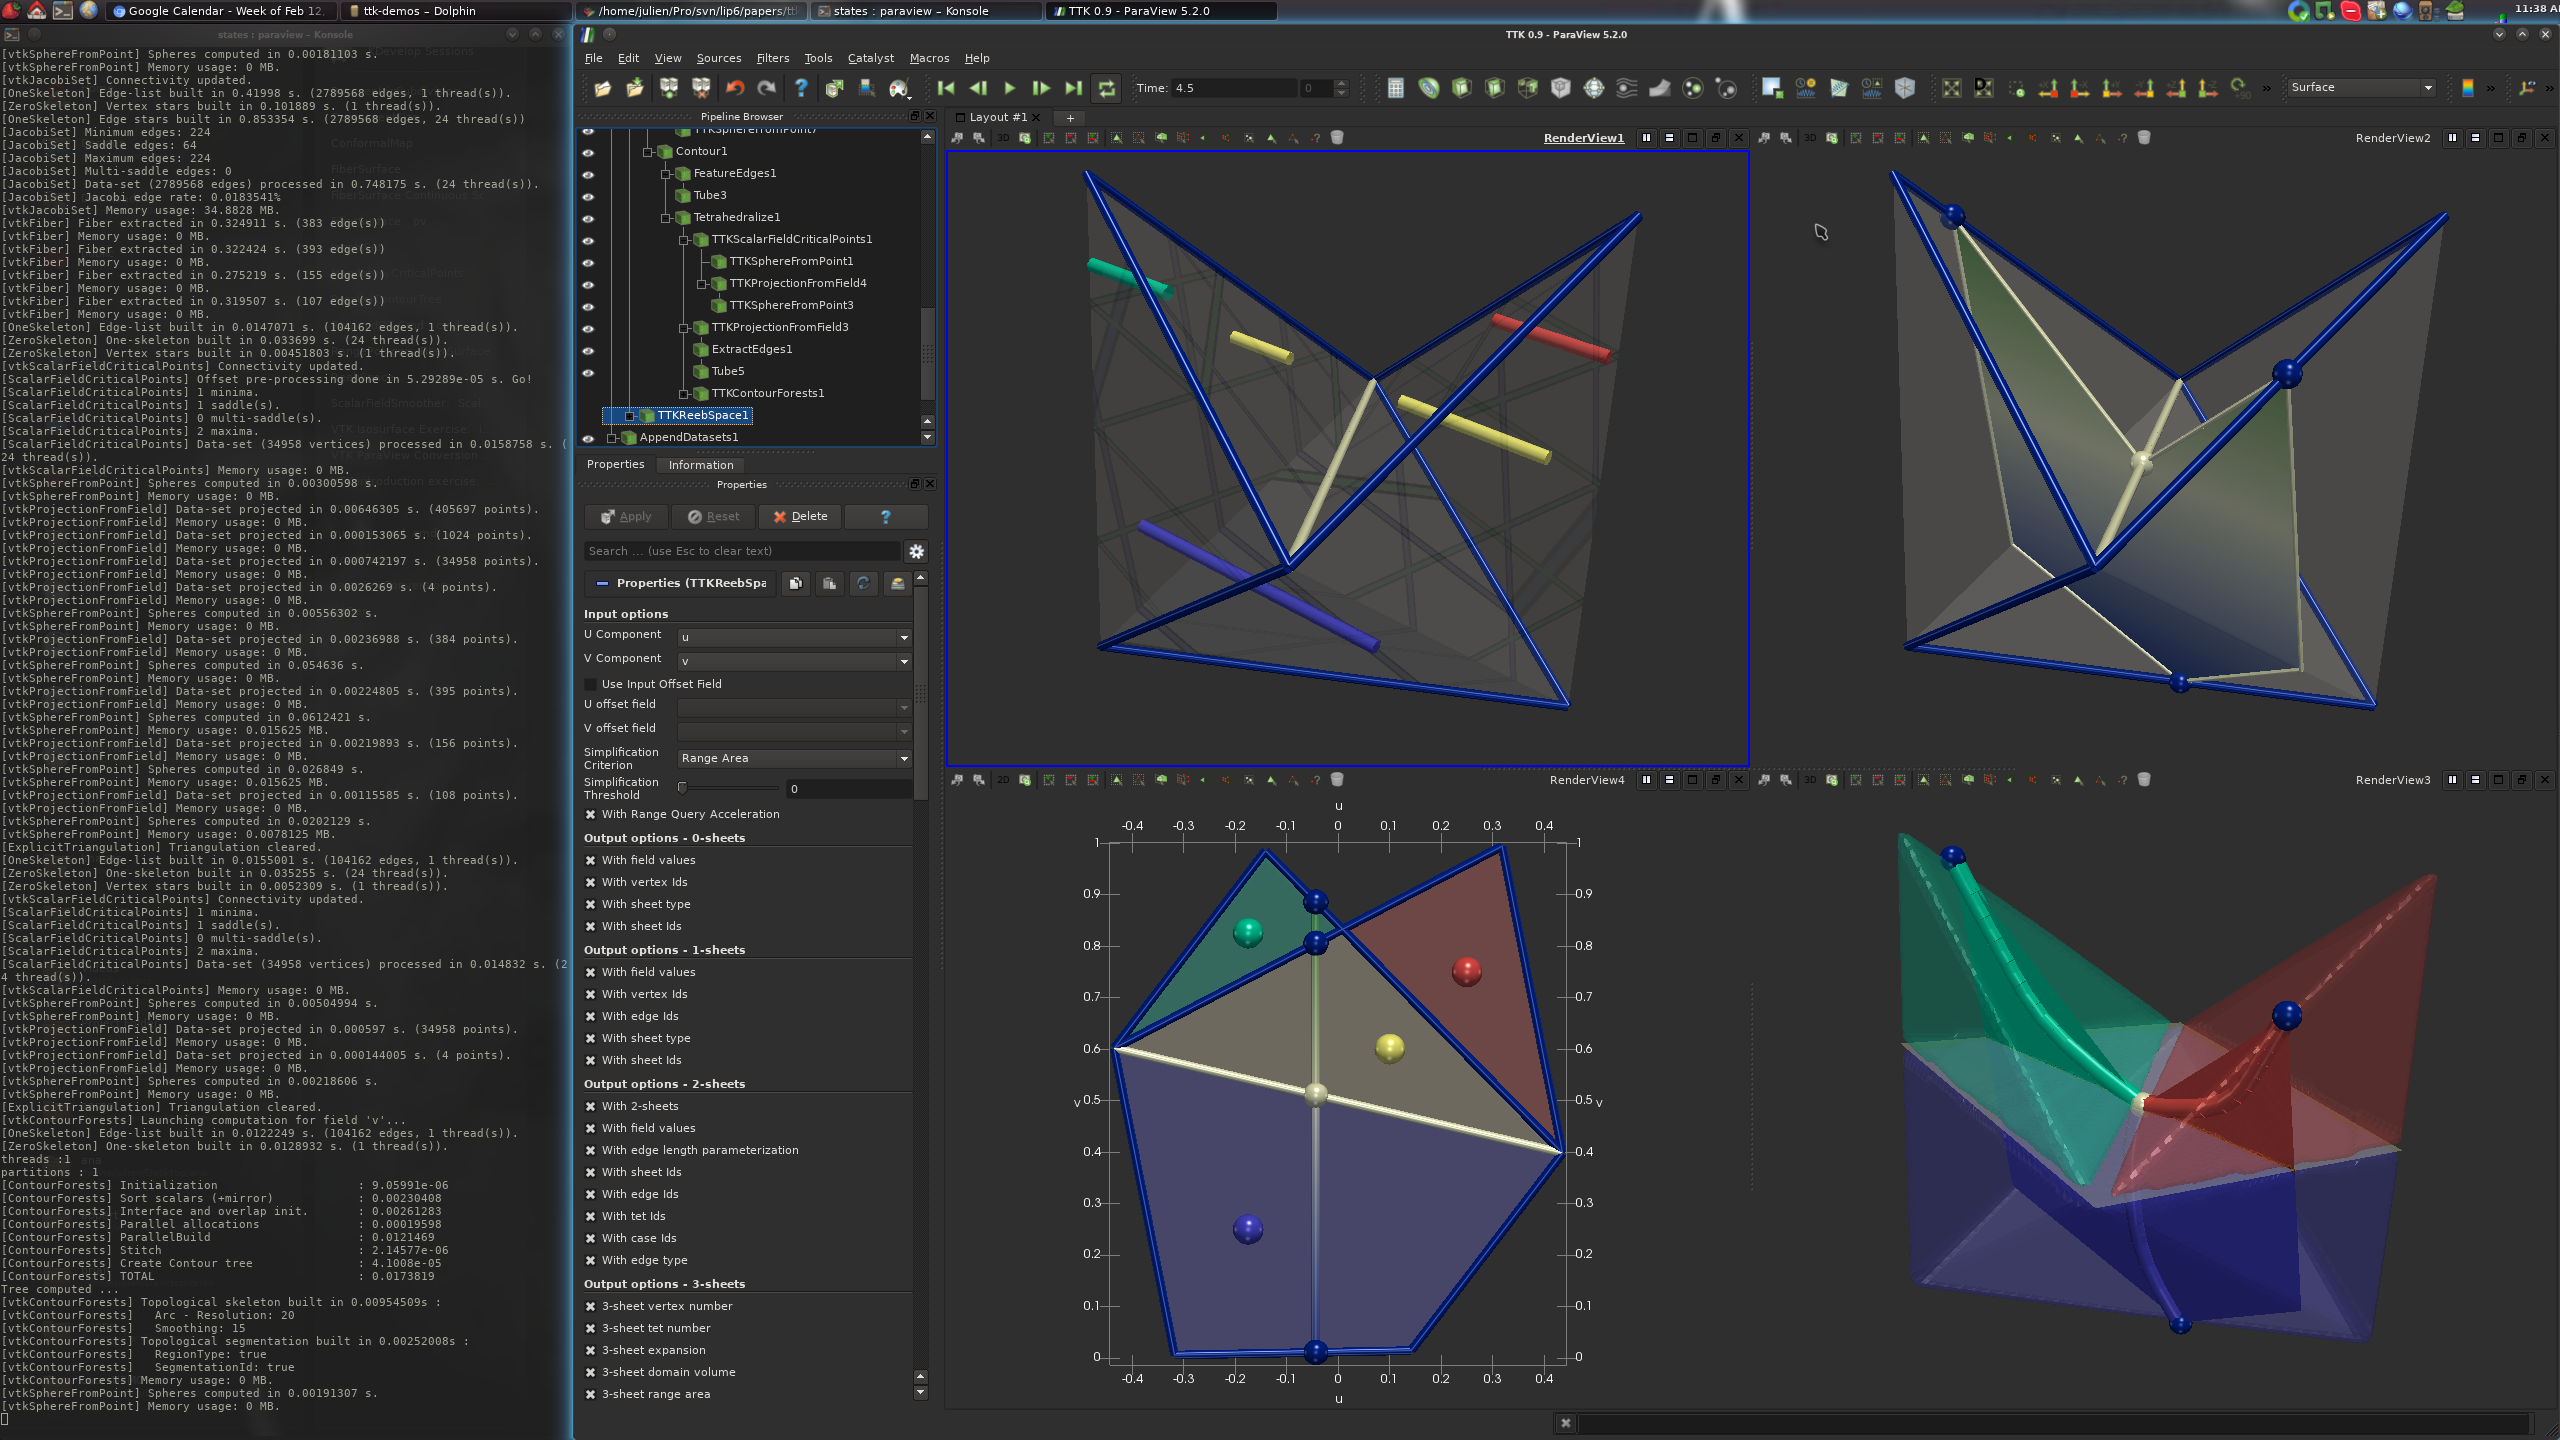 Google Calendar - Week of Feb 12,
ttk-demos – Dolphin
/home/julien/Pro/svn/lip6/papers/tt
states : paraview – Konsole
TTK 0.9 - ParaView 5.2.0
11:38 A
states : paraview – Konsole
[vtkSphereFromPoint] Spheres computed in 0.00181103 s.
[vtkSphereFromPoint] Memory usage: 0 MB.
[vtkJacobiSet] Connectivity updated.
[OneSkeleton] Edge-list built in 0.41998 s. (2789568 edges, 1 thread(s)).
[ZeroSkeleton] Vertex stars built in 0.101889 s. (1 thread(s)).
[OneSkeleton] Edge stars built in 0.853354 s. (2789568 edges, 24 thread(s))
[JacobiSet] Minimum edges: 224
[JacobiSet] Saddle edges: 64
[JacobiSet] Maximum edges: 224
[JacobiSet] Multi-saddle edges: 0
[JacobiSet] Data-set (2789568 edges) processed in 0.748175 s. (24 thread(s)).
[JacobiSet] Jacobi edge rate: 0.0183541%
[vtkJacobiSet] Memory usage: 34.8828 MB.
[vtkFiber] Fiber extracted in 0.324911 s. (383 edge(s))
[vtkFiber] Memory usage: 0 MB.
[vtkFiber] Fiber extracted in 0.322424 s. (393 edge(s))
[vtkFiber] Memory usage: 0 MB.
[vtkFiber] Fiber extracted in 0.275219 s. (155 edge(s))
[vtkFiber] Memory usage: 0 MB.
[vtkFiber] Fiber extracted in 0.319507 s. (107 edge(s))
[vtkFiber] Memory usage: 0 MB.
[OneSkeleton] Edge-list built in 0.0147071 s. (104162 edges, 1 thread(s)).
[ZeroSkeleton] One-skeleton built in 0.033699 s. (24 thread(s)).
[ZeroSkeleton] Vertex stars built in 0.00451803 s. (1 thread(s)).
[vtkScalarFieldCriticalPoints] Connectivity updated.
[ScalarFieldCriticalPoints] Offset pre-processing done in 5.29289e-05 s. Go!
[ScalarFieldCriticalPoints] 1 minima.
[ScalarFieldCriticalPoints] 1 saddle(s).
[ScalarFieldCriticalPoints] 0 multi-saddle(s).
[ScalarFieldCriticalPoints] 2 maxima.
[ScalarFieldCriticalPoints] Data-set (34958 vertices) processed in 0.0158758 s. (
24 thread(s)).
[vtkScalarFieldCriticalPoints] Memory usage: 0 MB.
[vtkSphereFromPoint] Spheres computed in 0.00300598 s.
[vtkSphereFromPoint] Memory usage: 0 MB.
[vtkProjectionFromField] Data-set projected in 0.00646305 s. (405697 points).
[vtkProjectionFromField] Memory usage: 0 MB.
[vtkProjectionFromField] Data-set projected in 0.000153065 s. (1024 points).
[vtkProjectionFromField] Memory usage: 0 MB.
[vtkProjectionFromField] Data-set projected in 0.000742197 s. (34958 points).
[vtkProjectionFromField] Memory usage: 0 MB.
[vtkProjectionFromField] Data-set projected in 0.0026269 s. (4 points).
[vtkProjectionFromField] Memory usage: 0 MB.
[vtkSphereFromPoint] Spheres computed in 0.00556302 s.
[vtkSphereFromPoint] Memory usage: 0 MB.
[vtkProjectionFromField] Data-set projected in 0.00236988 s. (384 points).
[vtkProjectionFromField] Memory usage: 0 MB.
[vtkSphereFromPoint] Spheres computed in 0.054636 s.
[vtkSphereFromPoint] Memory usage: 0 MB.
[vtkProjectionFromField] Data-set projected in 0.00224805 s. (395 points).
[vtkProjectionFromField] Memory usage: 0 MB.
[vtkSphereFromPoint] Spheres computed in 0.0612421 s.
[vtkSphereFromPoint] Memory usage: 0.015625 MB.
[vtkProjectionFromField] Data-set projected in 0.00219893 s. (156 points).
[vtkProjectionFromField] Memory usage: 0 MB.
[vtkSphereFromPoint] Spheres computed in 0.026849 s.
[vtkSphereFromPoint] Memory usage: 0.015625 MB.
[vtkProjectionFromField] Data-set projected in 0.00115585 s. (108 points).
[vtkProjectionFromField] Memory usage: 0 MB.
[vtkSphereFromPoint] Spheres computed in 0.0202129 s.
[vtkSphereFromPoint] Memory usage: 0.0078125 MB.
[ExplicitTriangulation] Triangulation cleared.
[OneSkeleton] Edge-list built in 0.0155001 s. (104162 edges, 1 thread(s)).
[ZeroSkeleton] One-skeleton built in 0.035255 s. (24 thread(s)).
[ZeroSkeleton] Vertex stars built in 0.0052309 s. (1 thread(s)).
[vtkScalarFieldCriticalPoints] Connectivity updated.
[ScalarFieldCriticalPoints] 1 minima.
[ScalarFieldCriticalPoints] 1 saddle(s).
[ScalarFieldCriticalPoints] 0 multi-saddle(s).
[ScalarFieldCriticalPoints] 2 maxima.
[ScalarFieldCriticalPoints] Data-set (34958 vertices) processed in 0.014832 s. (2
4 thread(s)).
[vtkScalarFieldCriticalPoints] Memory usage: 0 MB.
[vtkSphereFromPoint] Spheres computed in 0.00504994 s.
[vtkSphereFromPoint] Memory usage: 0 MB.
[vtkProjectionFromField] Data-set projected in 0.000597 s. (34958 points).
[vtkProjectionFromField] Memory usage: 0 MB.
[vtkProjectionFromField] Data-set projected in 0.000144005 s. (4 points).
[vtkProjectionFromField] Memory usage: 0 MB.
[vtkSphereFromPoint] Spheres computed in 0.00218606 s.
[vtkSphereFromPoint] Memory usage: 0 MB.
[ExplicitTriangulation] Triangulation cleared.
[vtkContourForests] Launching computation for field 'v'...
[OneSkeleton] Edge-list built in 0.0122249 s. (104162 edges, 1 thread(s)).
[ZeroSkeleton] One-skeleton built in 0.0128932 s. (1 thread(s)).
threads :1
partitions : 1
[ContourForests] Initialization : 9.05991e-06
[ContourForests] Sort scalars (+mirror) : 0.00230408
[ContourForests] Interface and overlap init. : 0.00261283
[ContourForests] Parallel allocations : 0.00019598
[ContourForests] ParallelBuild : 0.0121469
[ContourForests] Stitch : 2.14577e-06
[ContourForests] Create Contour tree : 4.1008e-05
[ContourForests] TOTAL : 0.0173819
Tree computed ...
[vtkContourForests] Topological skeleton built in 0.00954509s :
[vtkContourForests] Arc - Resolution: 20
[vtkContourForests] Smoothing: 15
[vtkContourForests] Topological segmentation built in 0.00252008s :
[vtkContourForests] RegionType: true
[vtkContourForests] SegmentationId: true
[vtkContourForests] Memory usage: 0 MB.
[vtkSphereFromPoint] Spheres computed in 0.00191307 s.
[vtkSphereFromPoint] Memory usage: 0 MB.
TTK 0.9 - ParaView 5.2.0
File Edit View Sources Filters Tools Catalyst Macros Help
Time: 4.5 0
Surface
Pipeline Browser
TTKSphereFromPoint7
Contour1
FeatureEdges1
Tube3
Tetrahedralize1
TTKScalarFieldCriticalPoints1
TTKSphereFromPoint1
TTKProjectionFromField4
TTKSphereFromPoint3
TTKProjectionFromField3
ExtractEdges1
Tube5
TTKContourForests1
TTKReebSpace1
AppendDatasets1
Properties Information
Properties
Apply Reset Delete ?
Search ... (use Esc to clear text)
Properties (TTKReebSpa
Input options
U Component u
V Component v
Use Input Offset Field
U offset field
V offset field
Simplification Criterion Range Area
Simplification Threshold 0
With Range Query Acceleration
Output options - 0-sheets
With field values
With vertex Ids
With sheet type
With sheet Ids
Output options - 1-sheets
With field values
With vertex Ids
With edge Ids
With sheet type
With sheet Ids
Output options - 2-sheets
With 2-sheets
With field values
With edge length parameterization
With sheet Ids
With edge Ids
With tet Ids
With case Ids
With edge type
Output options - 3-sheets
3-sheet vertex number
3-sheet tet number
3-sheet expansion
3-sheet domain volume
3-sheet range area
Layout #1
+
3D
RenderView1
3D
RenderView2
2D
RenderView4
3D
RenderView3
u
-0.4 -0.3 -0.2 -0.1 0 0.1 0.2 0.3 0.4
1 1
0.9 0.9
0.8 0.8
0.7 0.7
0.6 0.6
v 0.5 0.5 v
0.4 0.4
0.3 0.3
0.2 0.2
0.1 0.1
0 0
-0.4 -0.3 -0.2 -0.1 0 0.1 0.2 0.3 0.4
u